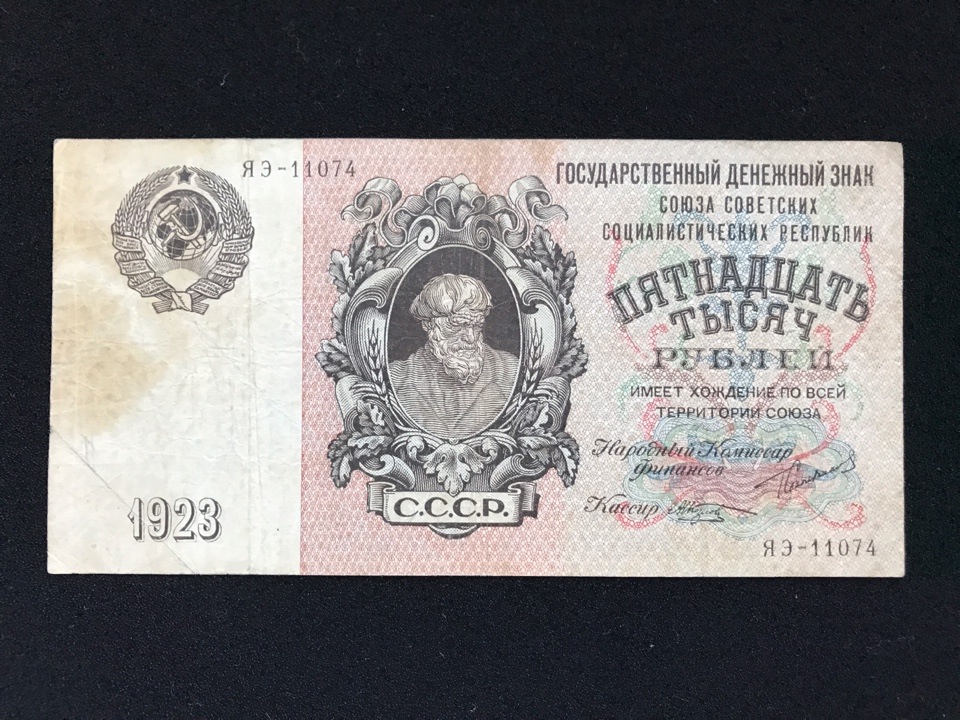 ЯЭ-11074
ГОСУДАРСТВЕННЫЙ ДЕНЕЖНЫЙ ЗНАК
СОЮЗА СОВЕТСКИХ
СОЦИАЛИСТИЧЕСКИХ РЕСПУБЛИК
ПЯТНАДЦАТЬ
ТЫСЯЧ
РУБЛЕЙ
ИМЕЕТ ХОЖДЕНИЕ ПО ВСЕЙ
ТЕРРИТОРИИ СОЮЗА
Народный Комиссар
финансов
Кассир
С.С.С.Р.
1923
ЯЭ-11074